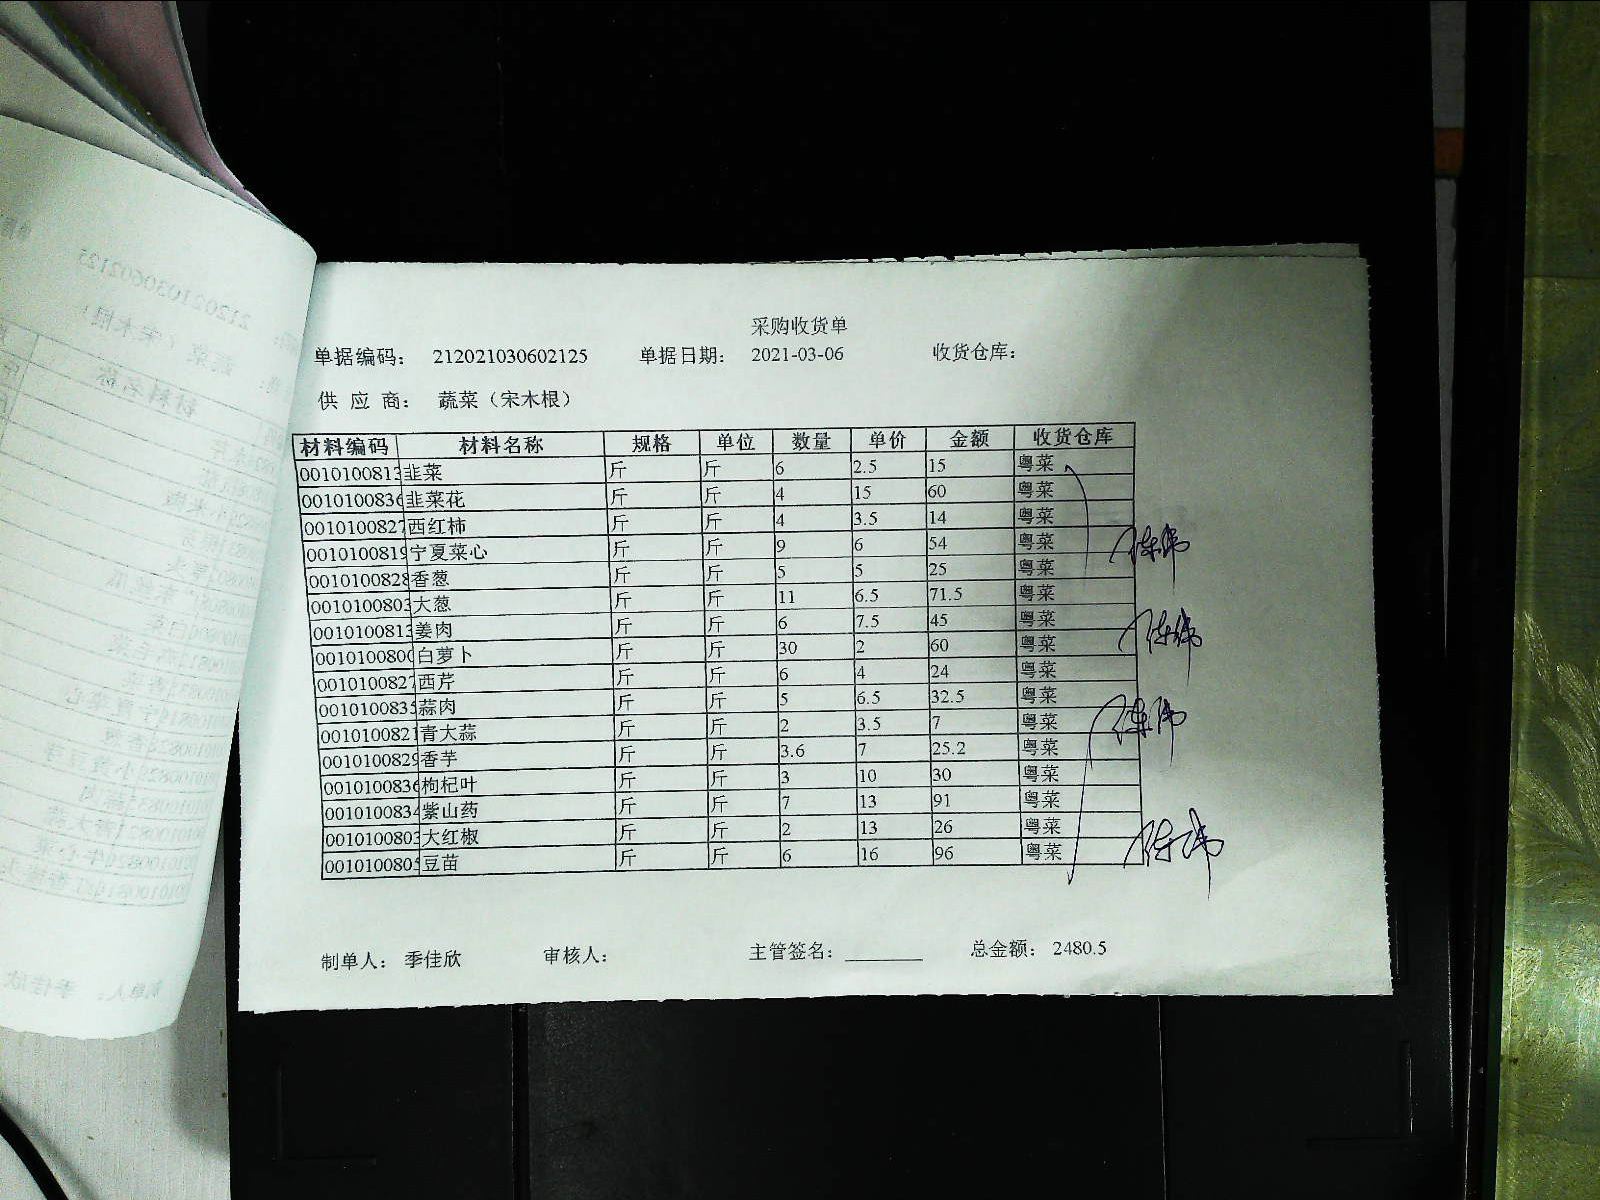 采购收货单
单据编码： 212021030602125 单据日期： 2021-03-06 收货仓库：
供 应 商： 蔬菜（宋木根）
材料编码 材料名称 规格 单位 数量 单价 金额 收货仓库
0010100813 韭菜 斤 斤 6 2.5 15 粤菜
001010083 韭菜花 斤 斤 4 15 60 粤菜
001010082 西红柿 斤 斤 4 3.5 14 粤菜
0010100819 宁夏菜心 斤 斤 9 6 54 粤菜
0010100828 香葱 斤 斤 5 5 25 粤菜
0010100803 大葱 斤 斤 11 6.5 71.5 粤菜
0010100813 姜肉 斤 斤 6 7.5 45 粤菜
001010080 白萝卜 斤 斤 30 2 60 粤菜
001010082 西芹 斤 斤 6 4 24 粤菜
001010083 蒜肉 斤 斤 5 6.5 32.5 粤菜
0010100821 青大蒜 斤 斤 2 3.5 7 粤菜
0010100829 香芋 斤 斤 3.6 7 25.2 粤菜
001010083 枸杞叶 斤 斤 3 10 30 粤菜
0010100834 紫山药 斤 斤 7 13 91 粤菜
0010100803 大红椒 斤 斤 2 13 26 粤菜
001010080 豆苗 斤 斤 6 16 96 粤菜
制单人： 季佳欣 审核人： 主管签名： 总金额： 2480.5